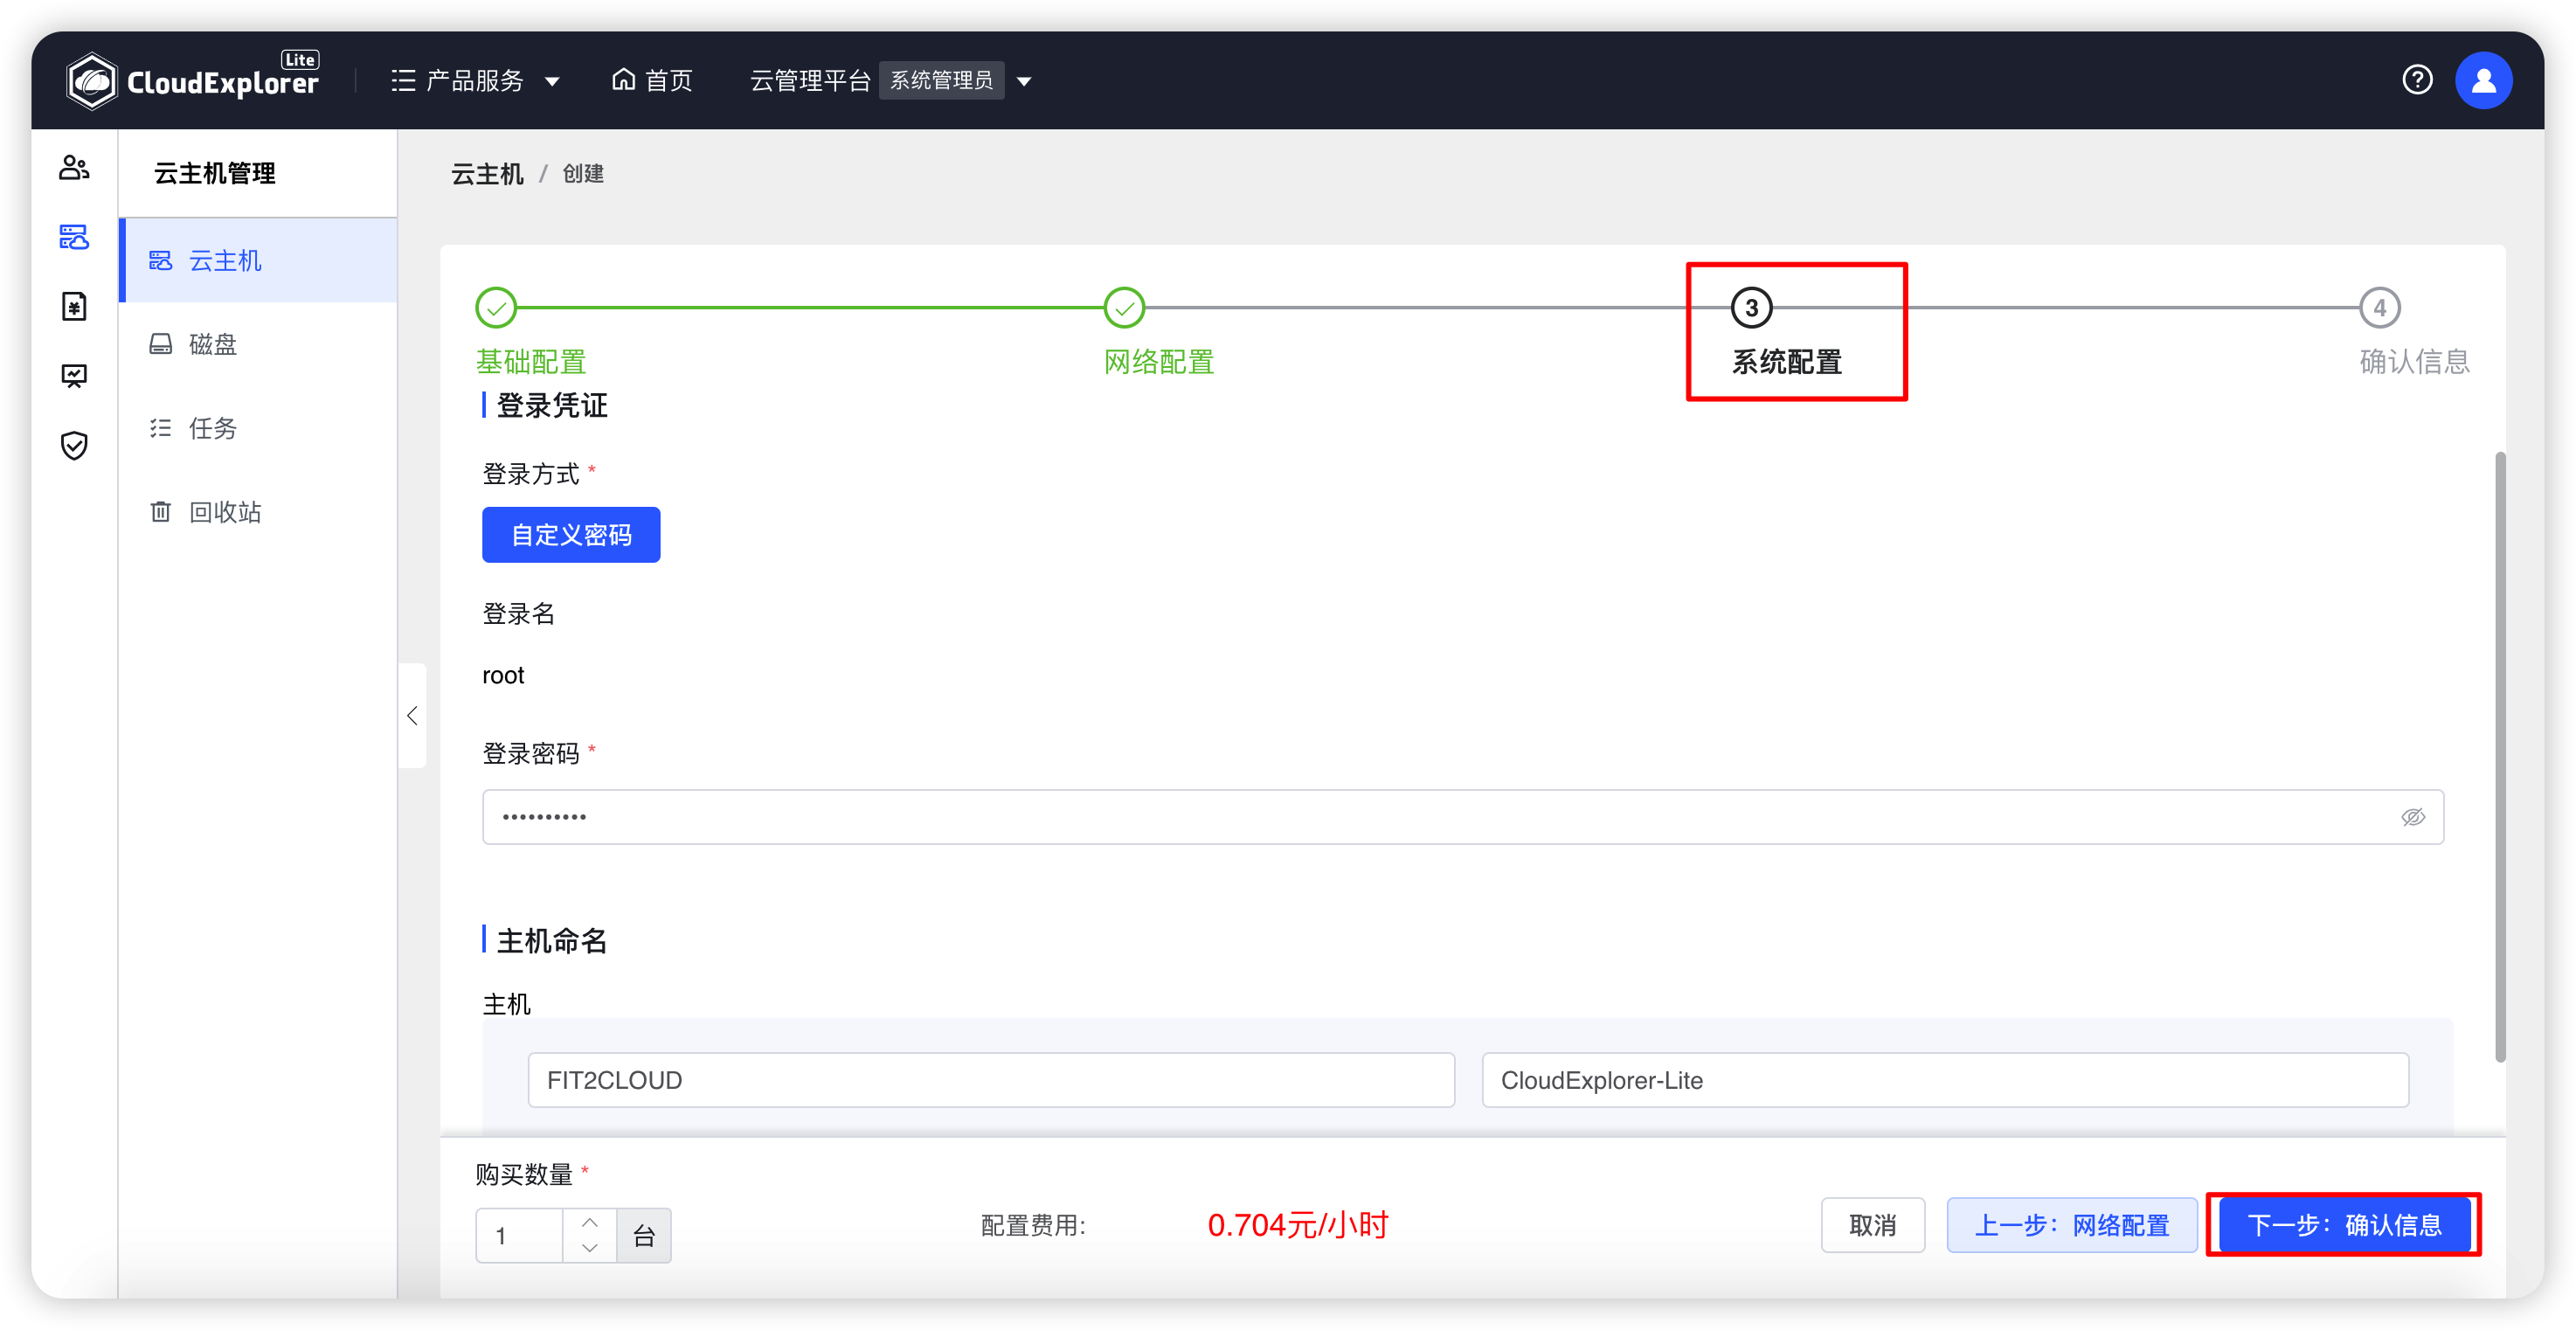 CloudExplorer Lite
产品服务 首页 云管理平台 系统管理员
云主机管理
云主机
磁盘
任务
回收站
云主机 / 创建
3 4
基础配置 网络配置 系统配置 确认信息
登录凭证
登录方式 *
自定义密码
登录名
root
登录密码 *
••••••••••
主机命名
主机
FIT2CLOUD CloudExplorer-Lite
购买数量 *
1 台 配置费用: 0.704元/小时 取消 上一步：网络配置 下一步：确认信息